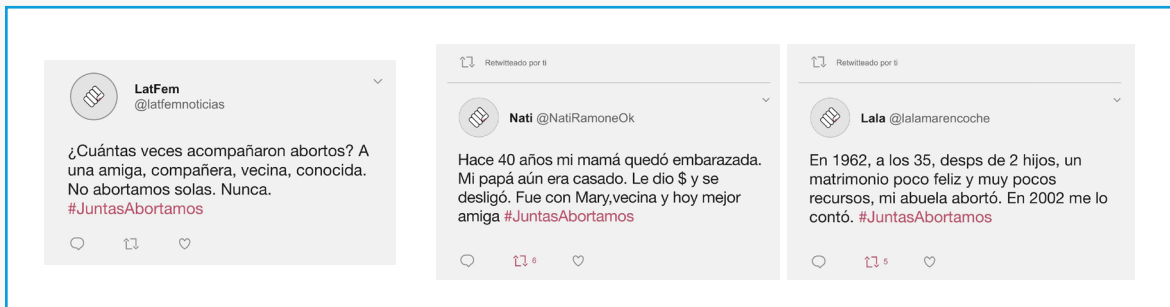 LatFem
@latfemnoticias
¿Cuántas veces acompañaron abortos? A
una amiga, compañera, vecina, conocida.
No abortamos solas. Nunca.
#JuntasAbortamos
Retwitteado por ti
Nati @NatiRamoneOk
Hace 40 años mi mamá quedó embarazada.
Mi papá aún era casado. Le dio $ y se
desligó. Fue con Mary,vecina y hoy mejor
amiga #JuntasAbortamos
6
Retwitteado por ti
Lala @lalamarencoche
En 1962, a los 35, desps de 2 hijos, un
matrimonio poco feliz y muy pocos
recursos, mi abuela abortó. En 2002 me lo
contó. #JuntasAbortamos
5